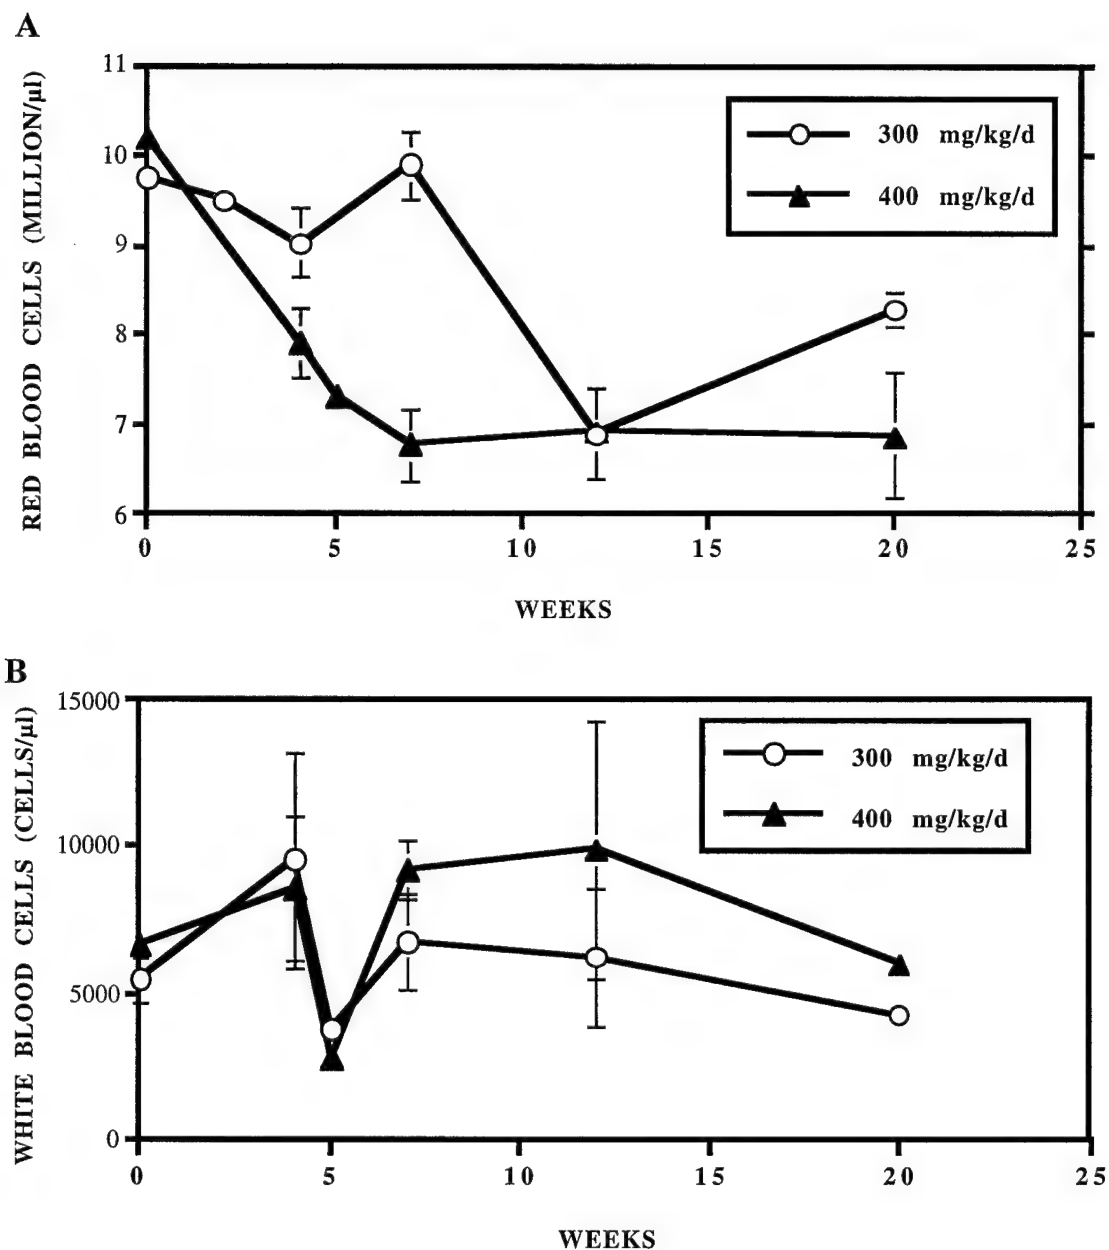 A
RED BLOOD CELLS (MILLION/µl)
11
10
9
8
7
6
300 mg/kg/d
400 mg/kg/d
0 5 10 15 20 25
WEEKS
B
WHITE BLOOD CELLS (CELLS/µl)
15000
10000
5000
0
300 mg/kg/d
400 mg/kg/d
0 5 10 15 20 25
WEEKS